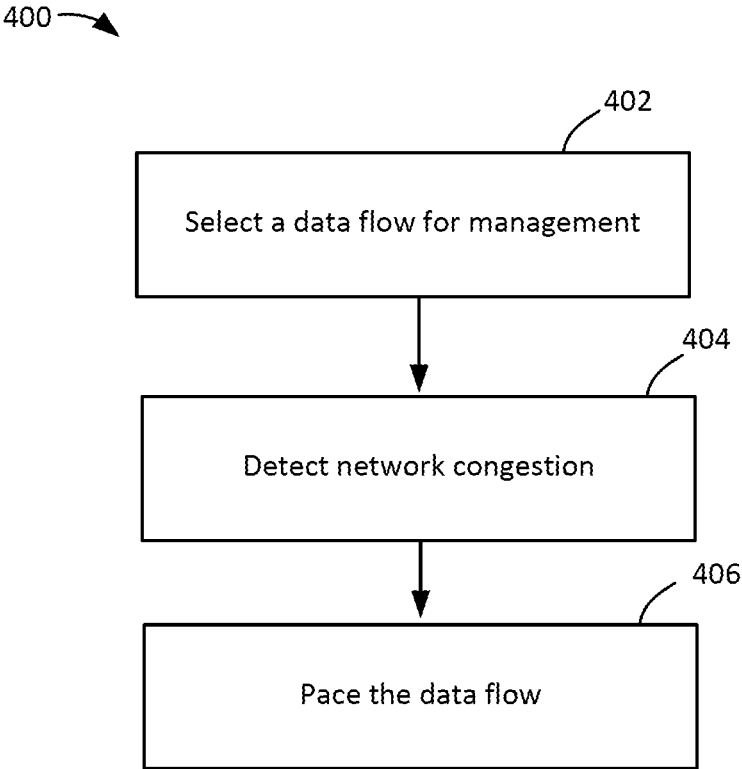 400
402
Select a data flow for management
404
Detect network congestion
406
Pace the data flow